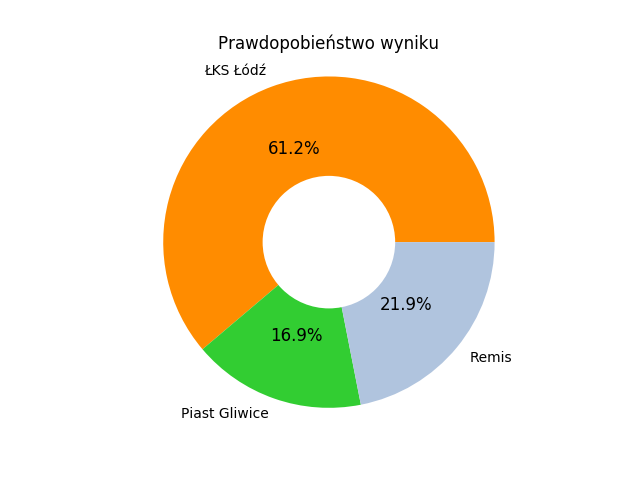 Prawdopobieństwo wyniku
ŁKS Łódź
61.2%
21.9%
16.9%
Remis
Piast Gliwice